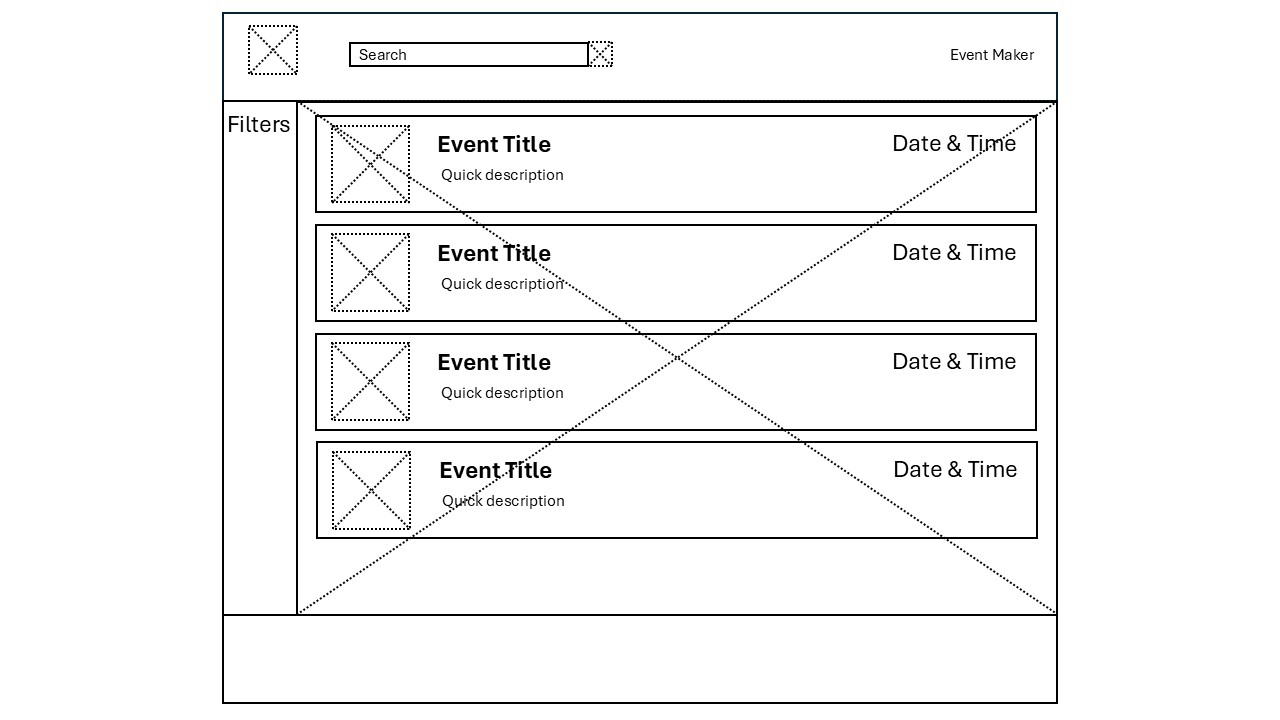 Search
Event Maker
Filters
Event Title
Date & Time
Quick description
Event Title
Date & Time
Quick description
Event Title
Date & Time
Quick description
Event Title
Date & Time
Quick description